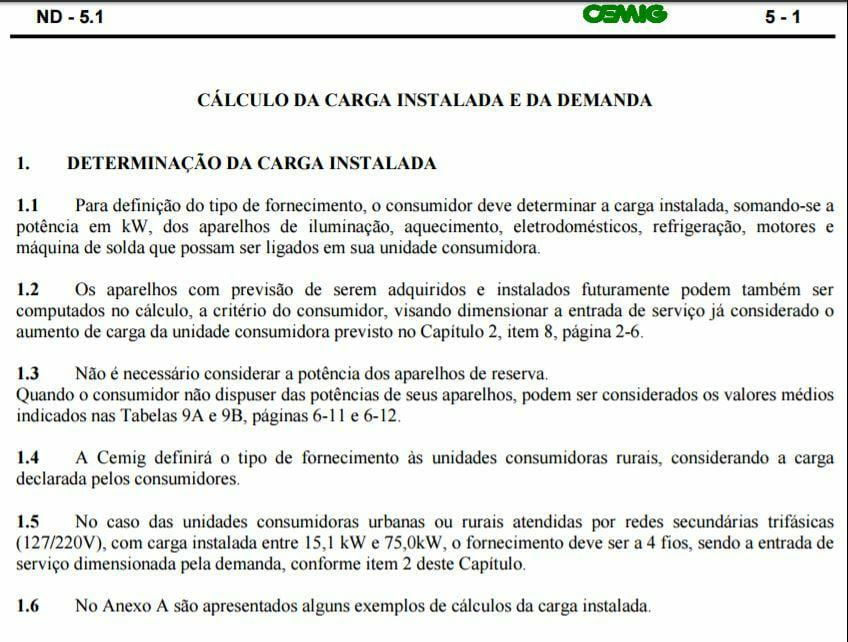 ND - 5.1 CEMIG 5 - 1
CÁLCULO DA CARGA INSTALADA E DA DEMANDA
1. DETERMINAÇÃO DA CARGA INSTALADA
1.1 Para definição do tipo de fornecimento, o consumidor deve determinar a carga instalada, somando-se a
potência em kW, dos aparelhos de iluminação, aquecimento, eletrodomésticos, refrigeração, motores e
máquina de solda que possam ser ligados em sua unidade consumidora.
1.2 Os aparelhos com previsão de serem adquiridos e instalados futuramente podem também ser
computados no cálculo, a critério do consumidor, visando dimensionar a entrada de serviço já considerado o
aumento de carga da unidade consumidora previsto no Capítulo 2, item 8, página 2-6.
1.3 Não é necessário considerar a potência dos aparelhos de reserva.
Quando o consumidor não dispuser das potências de seus aparelhos, podem ser considerados os valores médios
indicados nas Tabelas 9A e 9B, páginas 6-11 e 6-12.
1.4 A Cemig definirá o tipo de fornecimento às unidades consumidoras rurais, considerando a carga
declarada pelos consumidores.
1.5 No caso das unidades consumidoras urbanas ou rurais atendidas por redes secundárias trifásicas
(127/220V), com carga instalada entre 15,1 kW e 75,0kW, o fornecimento deve ser a 4 fios, sendo a entrada de
serviço dimensionada pela demanda, conforme item 2 deste Capítulo.
1.6 No Anexo A são apresentados alguns exemplos de cálculos da carga instalada.